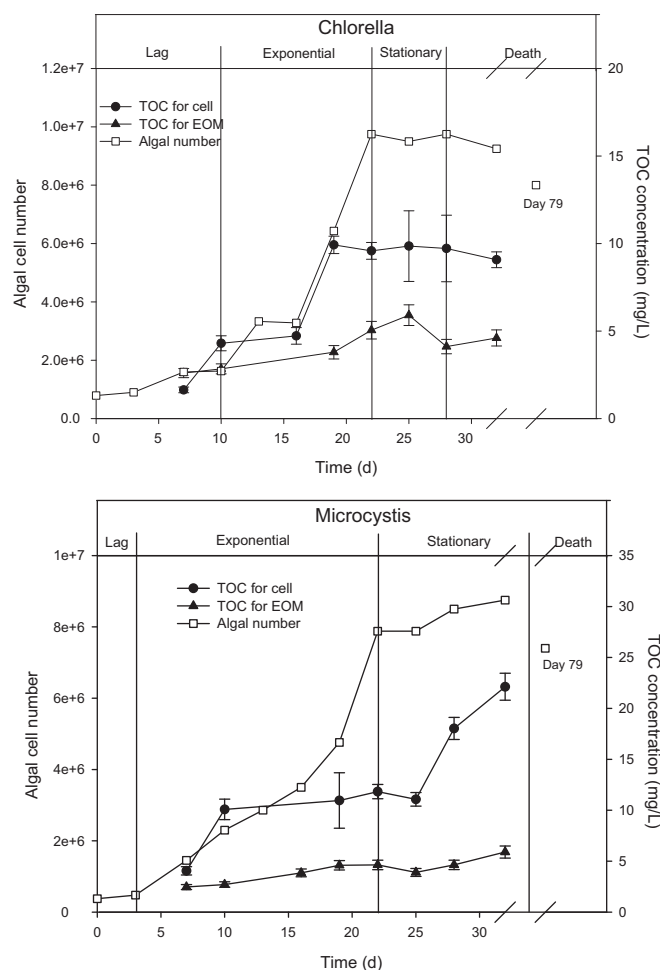 Chlorella
Lag Exponential Stationary Death
1.2e+7
1.0e+7
8.0e+6
6.0e+6
4.0e+6
2.0e+6
0.0
Algal cell number
TOC for cell
TOC for EOM
Algal number
Day 79
20
15
10
5
0
TOC concentration (mg/L)
0 5 10 15 20 25 30
Time (d)
Microcystis
Lag Exponential Stationary Death
1e+7
8e+6
6e+6
4e+6
2e+6
0
Algal cell number
TOC for cell
TOC for EOM
Algal number
Day 79
35
30
25
20
15
10
5
0
TOC concentration (mg/L)
0 5 10 15 20 25 30
Time (d)